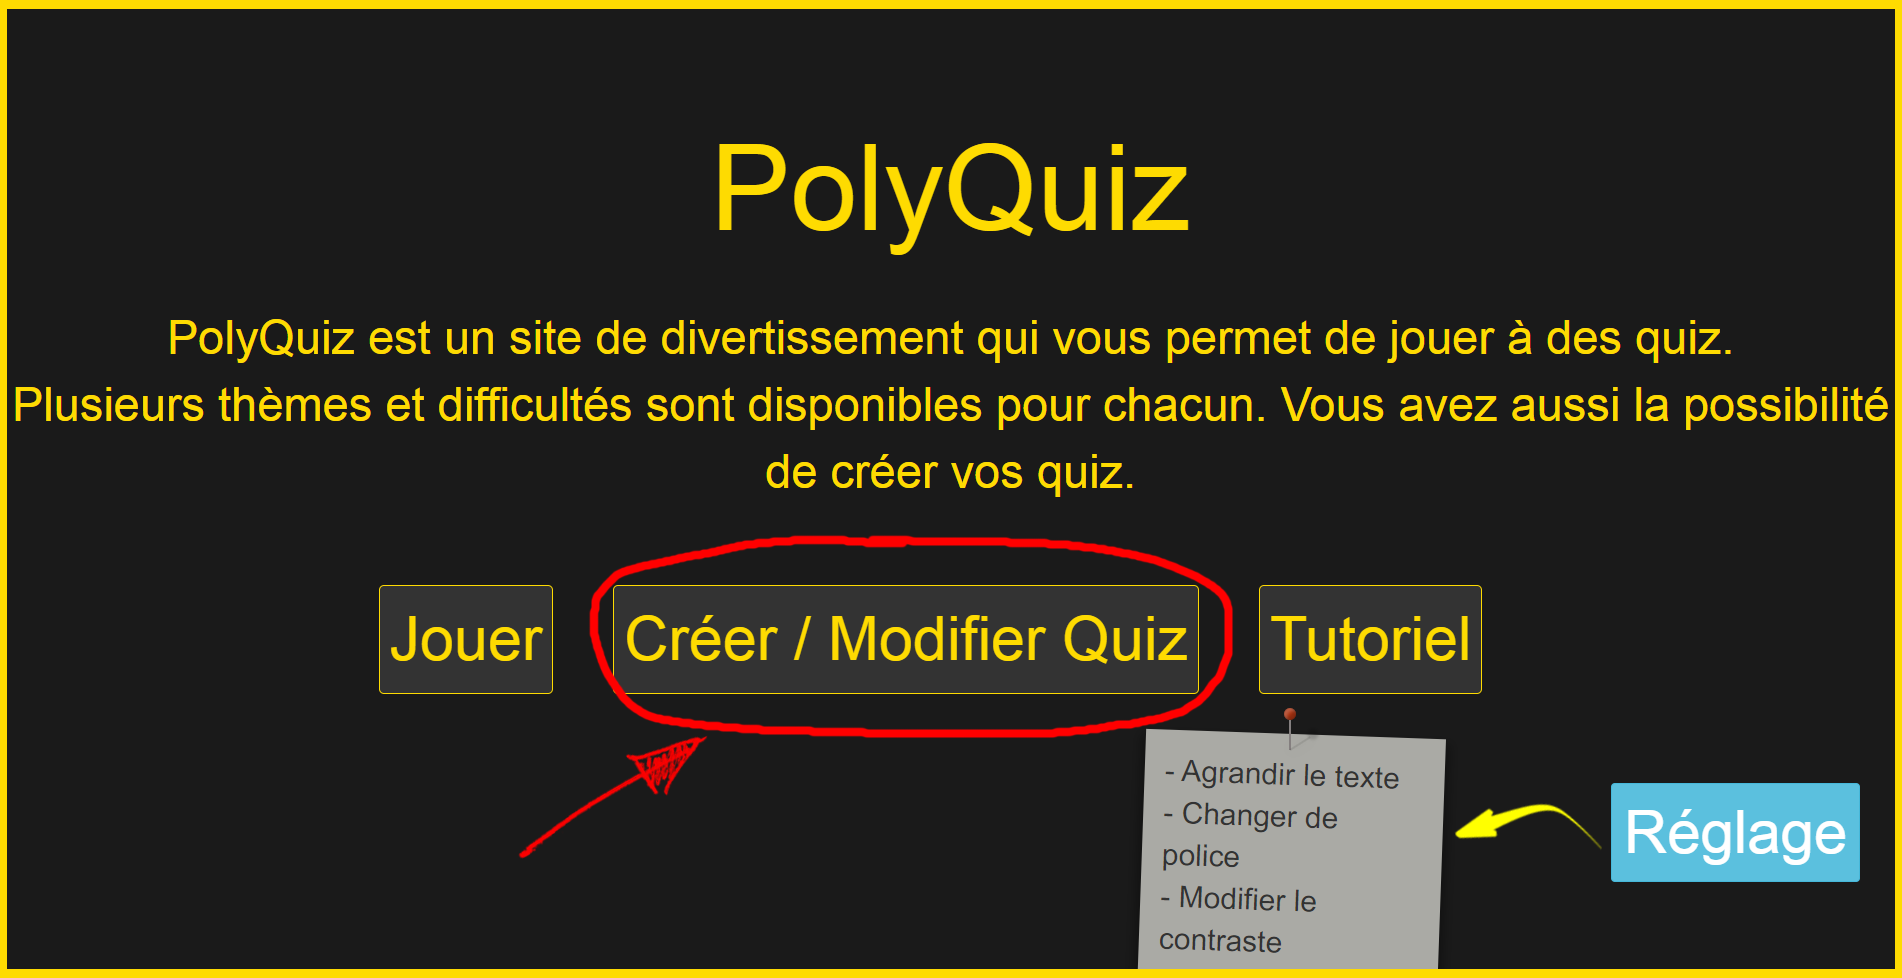 PolyQuiz
PolyQuiz est un site de divertissement qui vous permet de jouer à des quiz.
Plusieurs thèmes et difficultés sont disponibles pour chacun. Vous avez aussi la possibilité
de créer vos quiz.
Jouer
Créer / Modifier Quiz
Tutoriel
- Agrandir le texte
- Changer de
police
- Modifier le
contraste
Réglage